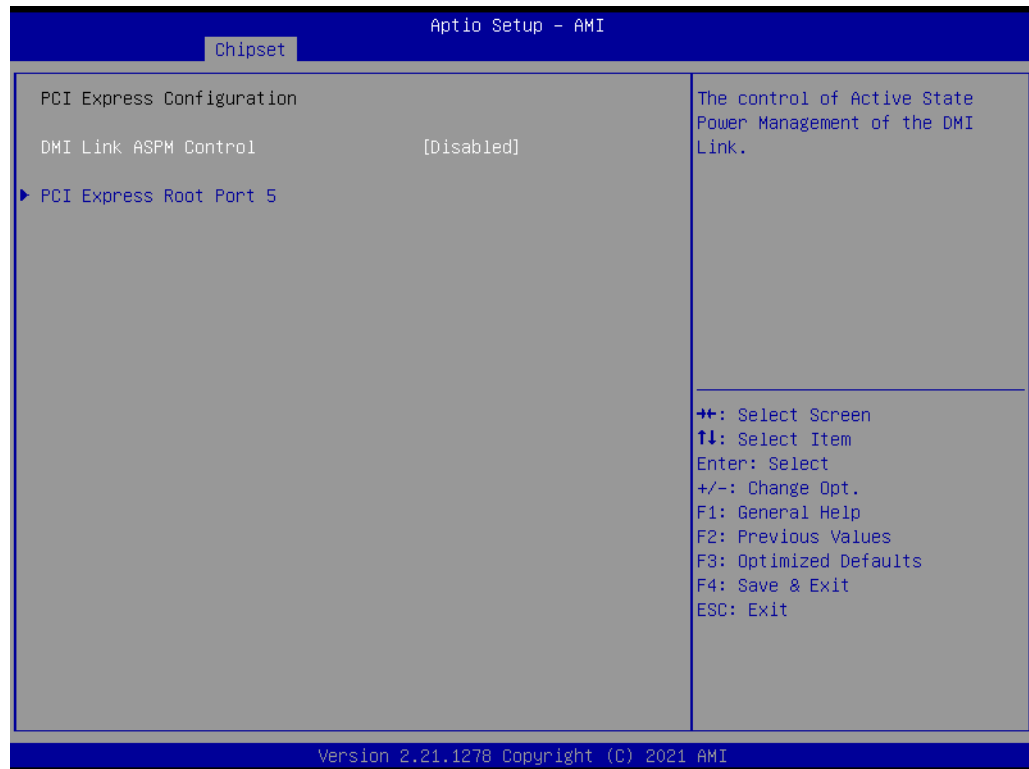 Aptio Setup – AMI
Chipset
PCI Express Configuration
DMI Link ASPM Control [Disabled]
PCI Express Root Port 5
The control of Active State
Power Management of the DMI
Link.
→←: Select Screen
↑↓: Select Item
Enter: Select
+/-: Change Opt.
F1: General Help
F2: Previous Values
F3: Optimized Defaults
F4: Save & Exit
ESC: Exit
Version 2.21.1278 Copyright (C) 2021 AMI